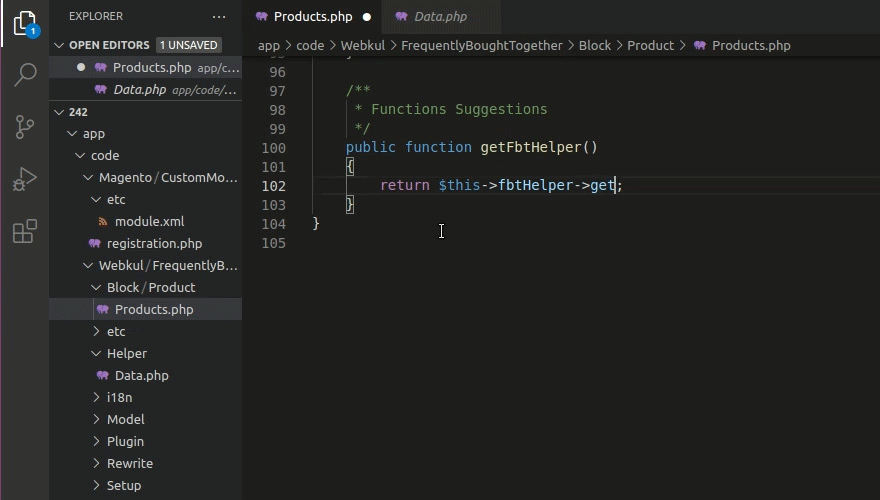 EXPLORER
...
OPEN EDITORS 1 UNSAVED
Products.php app/c...
Data.php app/code/...
242
app
code
Magento/CustomMo...
etc
module.xml
registration.php
Webkul/FrequentlyB...
Block/Product
Products.php
etc
Helper
Data.php
i18n
Model
Plugin
Rewrite
Setup
1
Products.php
Data.php
app > code > Webkul > FrequentlyBoughtTogether > Block > Product > Products.php
96
97 /**
98 * Functions Suggestions
99 */
100 public function getFbtHelper()
101 {
102 return $this->fbtHelper->get;
103 }
104 }
105